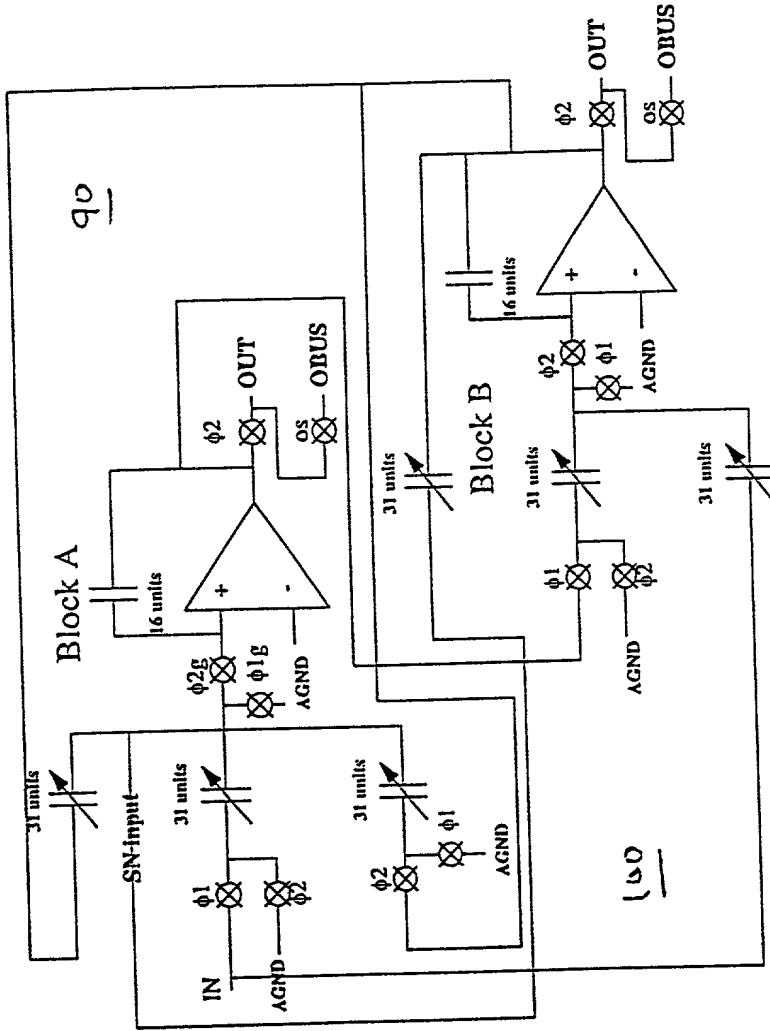 90
φ2
OUT
os
OBUS
Block A
16 units
φ2
OUT
os
OBUS
+
-
φ2g
φ1g
AGND
31 units
SN-input
31 units
φ1
φ2
IN
AGND
31 units
φ2
φ1
AGND
Block B
31 units
16 units
+
-
φ2
φ1
AGND
31 units
φ1
φ2
AGND
31 units
100